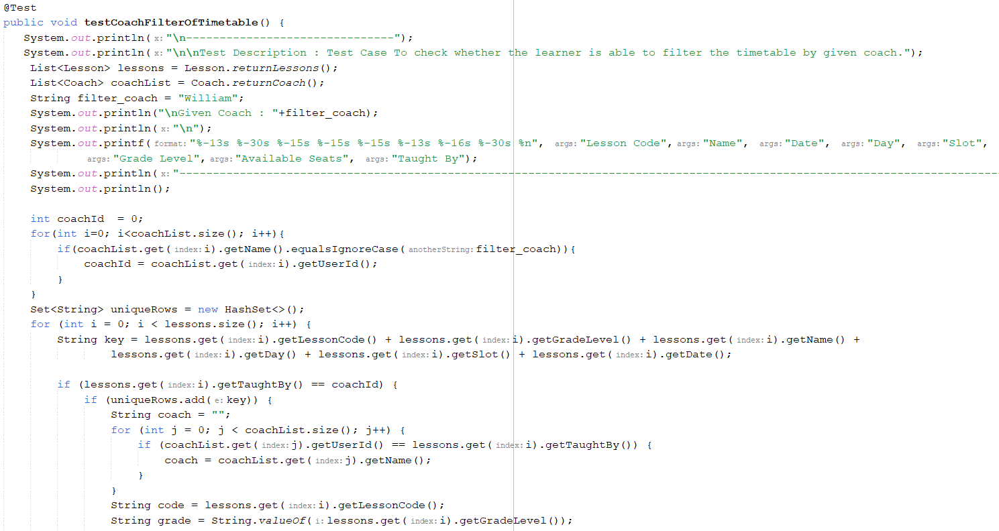 @Test
public void testCoachFilterOfTimetable() {
System.out.println( x: "\n-------------------------------");
System.out.println( x: "\n\nTest Description : Test Case To check whether the learner is able to filter the timetable by given coach.");
List<Lesson> lessons = Lesson.returnLessons();
List<Coach> coachList = Coach.returnCoach();
String filter_coach = "William";
System.out.println("\nGiven Coach : "+filter_coach);
System.out.println( x: "\n");
System.out.printf( format: "%-13s %-30s %-15s %-15s %-15s %-13s %-16s %-30s %n", args: "Lesson Code", args: "Name", args: "Date", args: "Day", args: "Slot",
args: "Grade Level", args: "Available Seats", args: "Taught By");
System.out.println( x: "---------------------------------------------------------------------------------------------------------------------------
System.out.println();
int coachId  = 0;
for(int i=0; i<coachList.size(); i++){
if(coachList.get( index: i).getName().equalsIgnoreCase( anotherString: filter_coach)){
coachId = coachList.get( index: i).getUserId();
}
}
Set<String> uniqueRows = new HashSet<>();
for (int i = 0; i < lessons.size(); i++) {
String key = lessons.get( index: i).getLessonCode() + lessons.get( index: i).getGradeLevel() + lessons.get( index: i).getName() +
lessons.get( index: i).getDay() + lessons.get( index: i).getSlot() + lessons.get( index: i).getDate();
if (lessons.get( index: i).getTaughtBy() == coachId) {
if (uniqueRows.add( e: key)) {
String coach = "";
for (int j = 0; j < coachList.size(); j++) {
if (coachList.get( index: j).getUserId() == lessons.get( index: i).getTaughtBy()) {
coach = coachList.get( index: j).getName();
}
}
String code = lessons.get( index: i).getLessonCode();
String grade = String.valueOf( i: lessons.get( index: i).getGradeLevel());